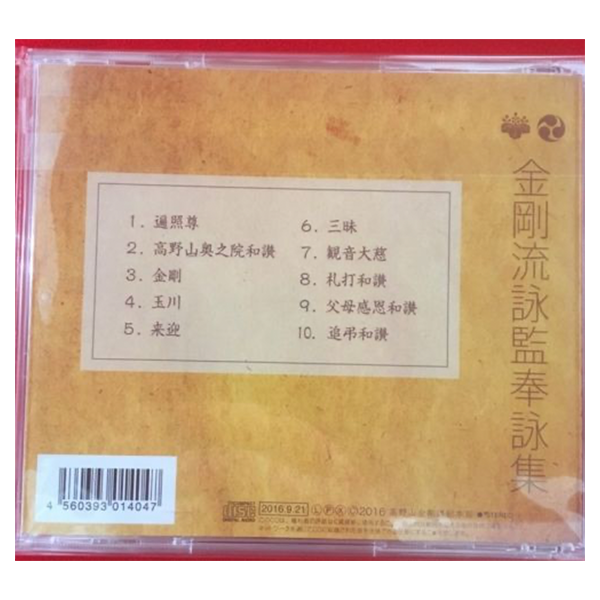 金剛流詠監奉詠集
1. 遍照尊
2. 高野山奥之院和讃
3. 金剛
4. 玉川
5. 来迎
6. 三昧
7. 観音大慈
8. 札打和讃
9. 父母感恩和讃
10. 追弔和讃
4 560393 014047
2016.9.21